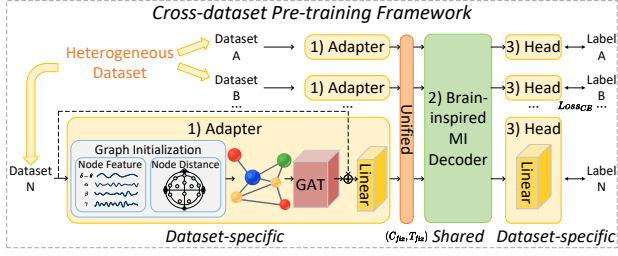 Cross-dataset Pre-training Framework
Heterogeneous
Dataset
Dataset
A
1) Adapter
3) Head
Label
A
Dataset
B
1) Adapter
3) Head
Label
B
...
...
...
...
Loss_CE
Unified
2) Brain-
inspired
MI
Decoder
1) Adapter
Graph Initialization
Node Feature
Node Distance
δ-θ
α
β
γ
GAT
Linear
3) Head
Linear
Dataset
N
Label
N
Dataset-specific
(C_fix, T_fix)
Shared
Dataset-specific